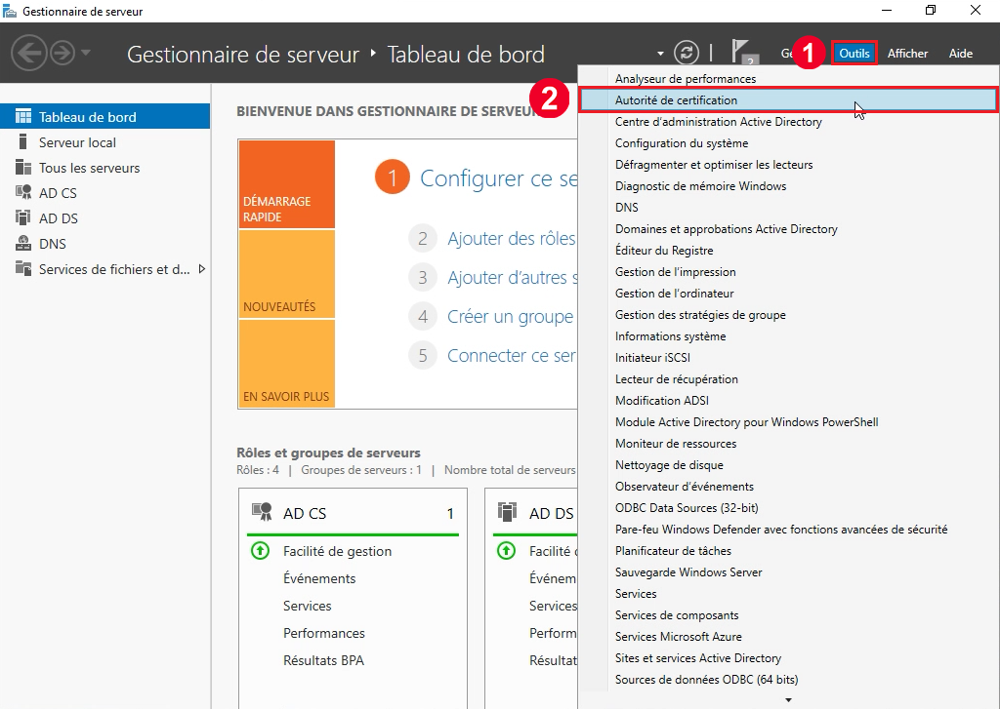 Gestionnaire de serveur
Gestionnaire de serveur • Tableau de bord
2
1
Outils
Afficher
Aide
Tableau de bord
Serveur local
Tous les serveurs
AD CS
AD DS
DNS
Services de fichiers et d...
BIENVENUE DANS GESTIONNAIRE DE SERVEU
DÉMARRAGE
RAPIDE
NOUVEAUTÉS
EN SAVOIR PLUS
1 Configurer ce se
2 Ajouter des rôles
3 Ajouter d'autres s
4 Créer un groupe
5 Connecter ce ser
Rôles et groupes de serveurs
Rôles : 4 | Groupes de serveurs : 1 | Nombre total de serveurs
AD CS 1
Facilité de gestion
Événements
Services
Performances
Résultats BPA
AD DS
Facilité
Événem
Services
Perform
Résultat
2
Analyseur de performances
Autorité de certification
Centre d'administration Active Directory
Configuration du système
Défragmenter et optimiser les lecteurs
Diagnostic de mémoire Windows
DNS
Domaines et approbations Active Directory
Éditeur du Registre
Gestion de l'impression
Gestion de l'ordinateur
Gestion des stratégies de groupe
Informations système
Initiateur iSCSI
Lecteur de récupération
Modification ADSI
Module Active Directory pour Windows PowerShell
Moniteur de ressources
Nettoyage de disque
Observateur d'événements
ODBC Data Sources (32-bit)
Pare-feu Windows Defender avec fonctions avancées de sécurité
Planificateur de tâches
Sauvegarde Windows Server
Services
Services de composants
Services Microsoft Azure
Sites et services Active Directory
Sources de données ODBC (64 bits)